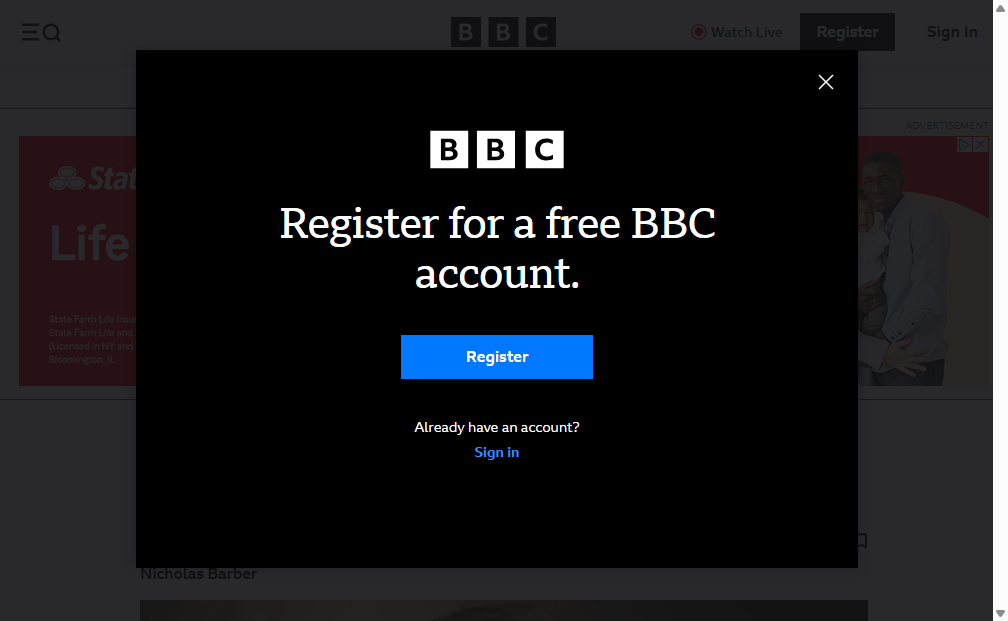 BBC
Watch Live
Register
Sign In
ADVERTISEMENT
State
Life
State Farm Life Insu
State Farm Life and
(Licensed in NY and
Bloomington, IL
BBC
Register for a free BBC
account.
Register
Already have an account?
Sign in
Nicholas Barber